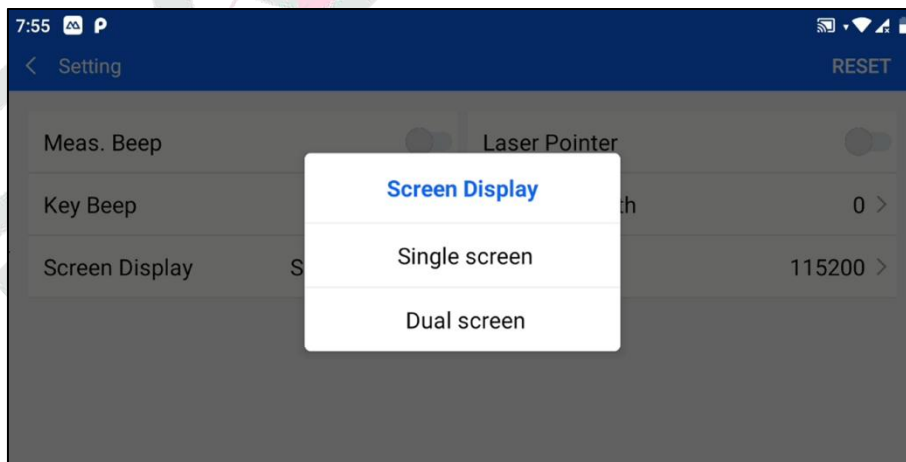 7:55
Setting
RESET
Meas. Beep
Laser Pointer
Screen Display
Key Beep
th
0
Single screen
Screen Display
S
115200
Dual screen